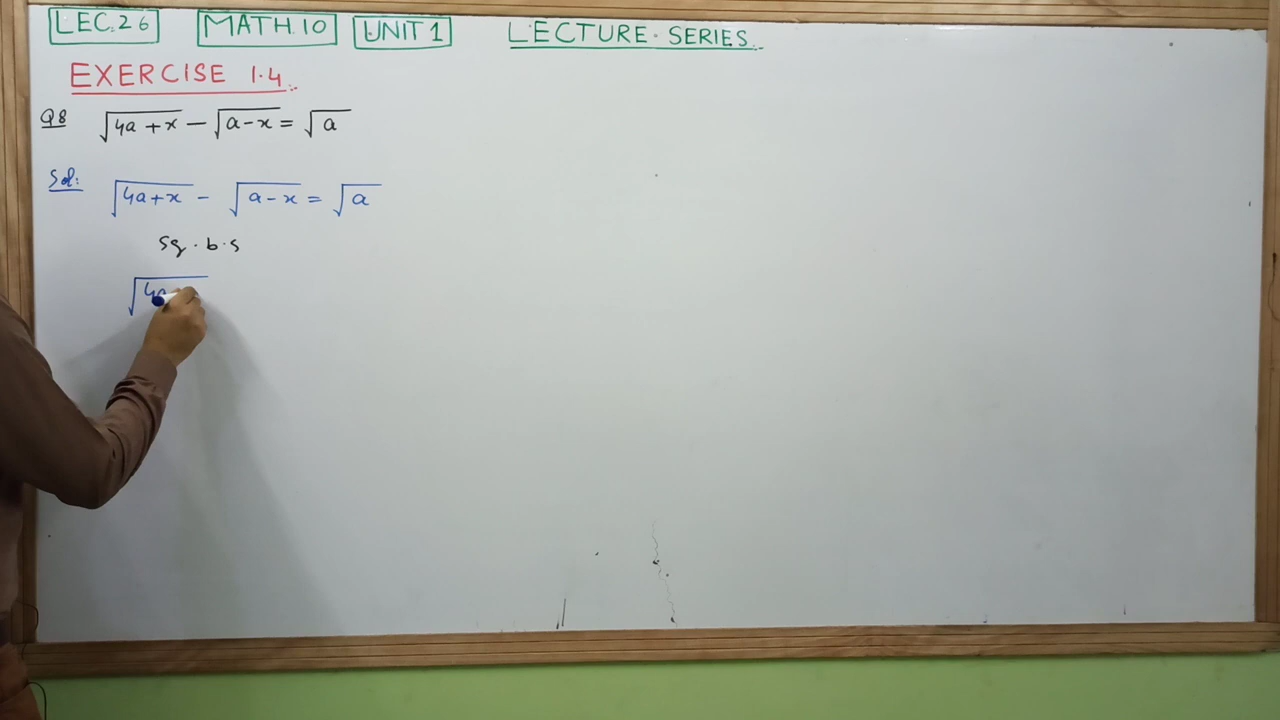 LEC.26 MATH.10 UNIT 1 LECTURE. SERIES.
EXERCISE 1.4
Q8 √(4a+x) - √(a-x) = √a
Sol: √(4a+x) - √(a-x) = √a
Sq. b.s
√4a